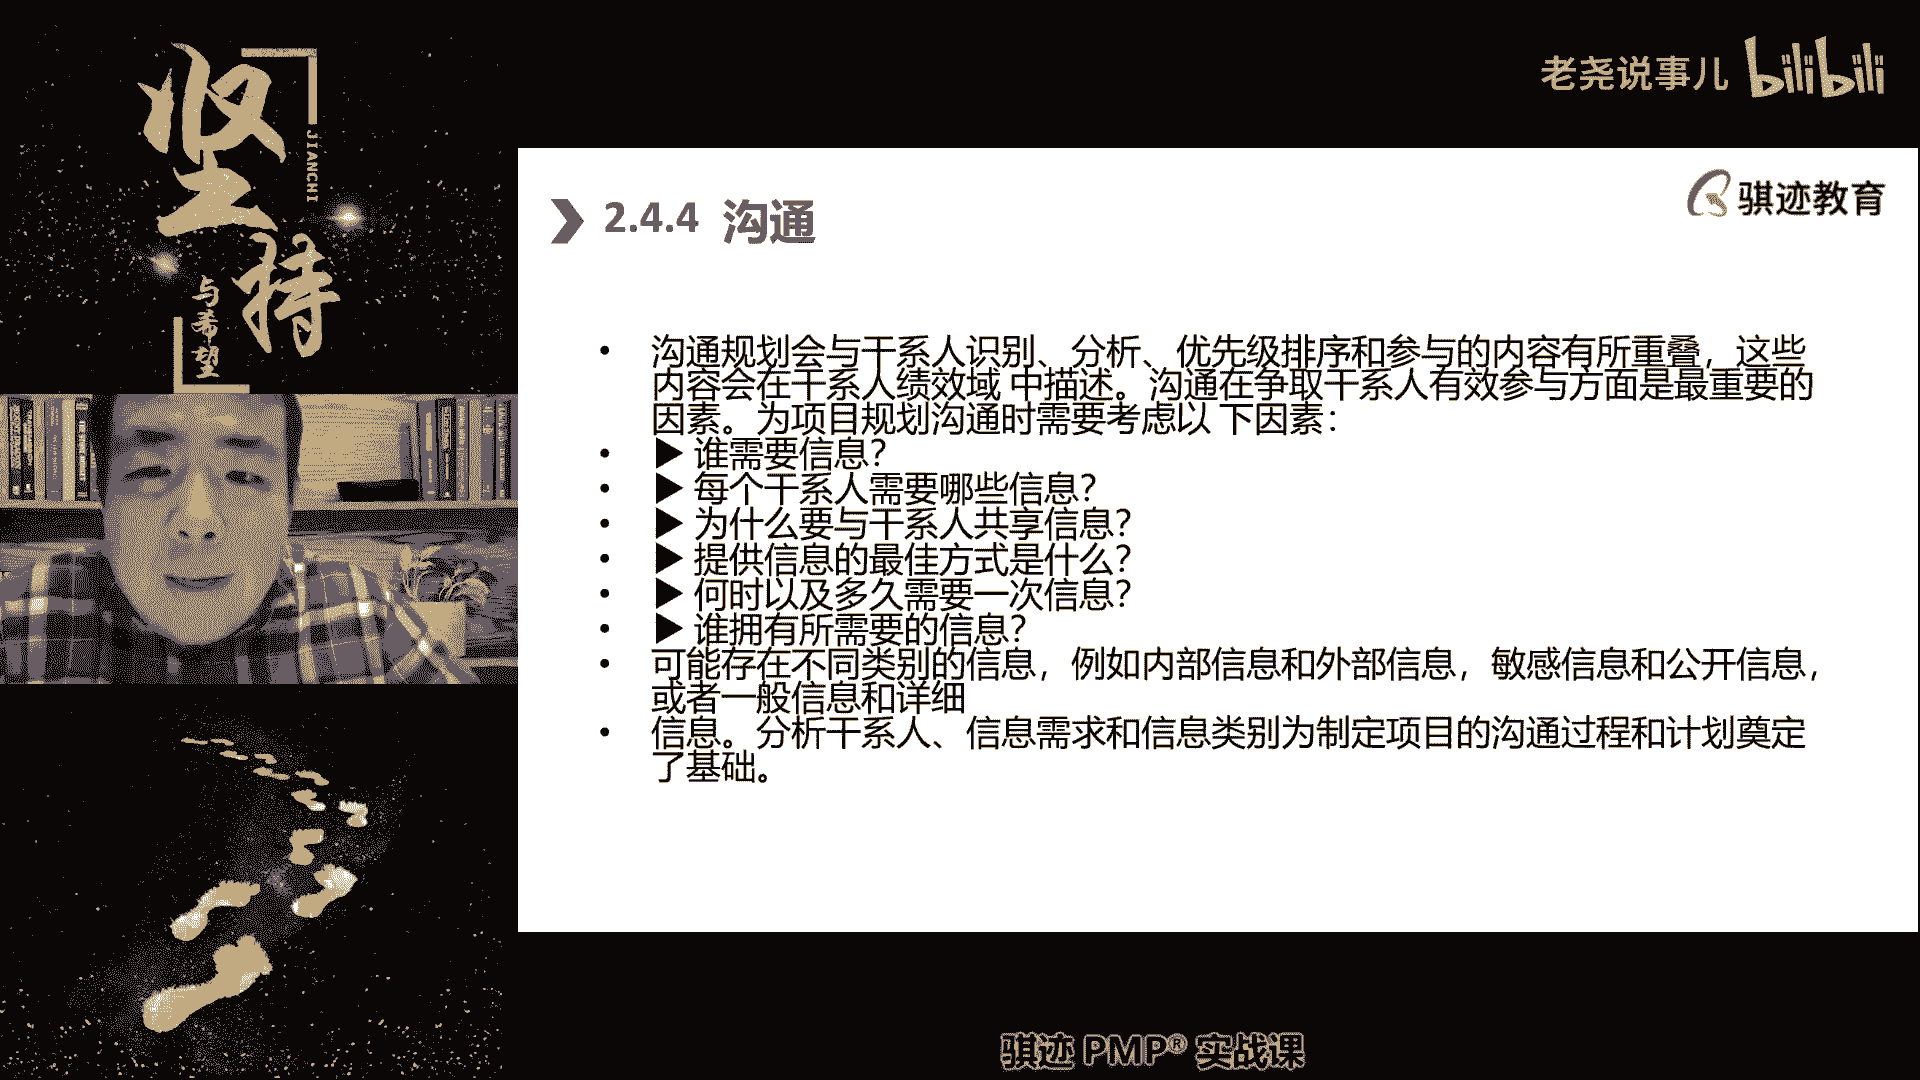 坚持
JIANCHI
与希望
老尧说事儿 bilibili
骐迹教育
2.4.4 沟通
• 沟通规划会与干系人识别、分析、优先级排序和参与的内容有所重叠，这些
内容会在干系人绩效域 中描述。沟通在争取干系人有效参与方面是最重要的
因素。为项目规划沟通时需要考虑以 下因素：
• ▶ 谁需要信息？
• ▶ 每个干系人需要哪些信息？
• ▶ 为什么要与干系人共享信息？
• ▶ 提供信息的最佳方式是什么？
• ▶ 何时以及多久需要一次信息？
• ▶ 谁拥有所需要的信息？
• 可能存在不同类别的信息，例如内部信息和外部信息，敏感信息和公开信息，
或者一般信息和详细
• 信息。分析干系人、信息需求和信息类别为制定项目的沟通过程和计划奠定
了基础。
骐迹 PMP® 实战课